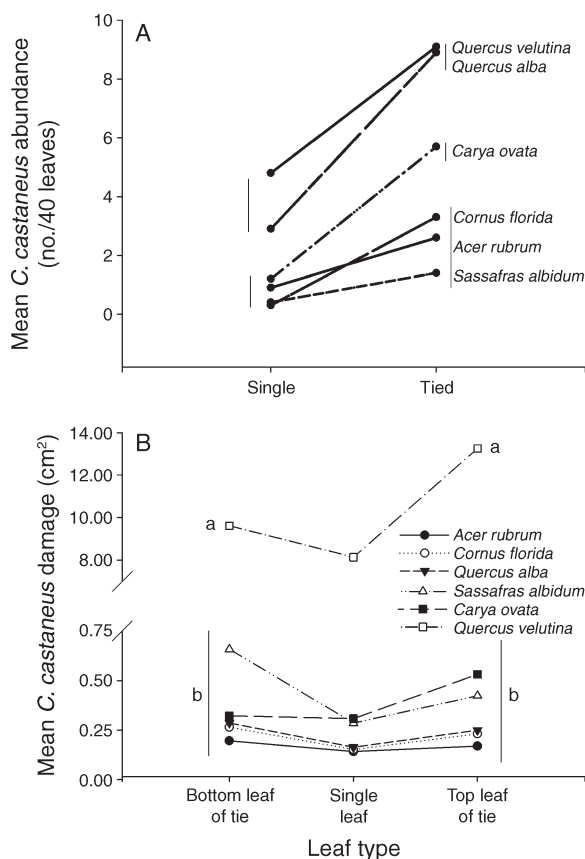 A
Mean C. castaneus abundance
(no./40 leaves)
10
8
6
4
2
0
Quercus velutina
Quercus alba
Carya ovata
Cornus florida
Acer rubrum
Sassafras albidum
Single
Tied
B
Mean C. castaneus damage (cm²)
14.00
12.00
10.00
8.00
0.75
0.50
0.25
0.00
a
a
b
b
Acer rubrum
Cornus florida
Quercus alba
Sassafras albidum
Carya ovata
Quercus velutina
Bottom leaf
of tie
Single
leaf
Top leaf
of tie
Leaf type